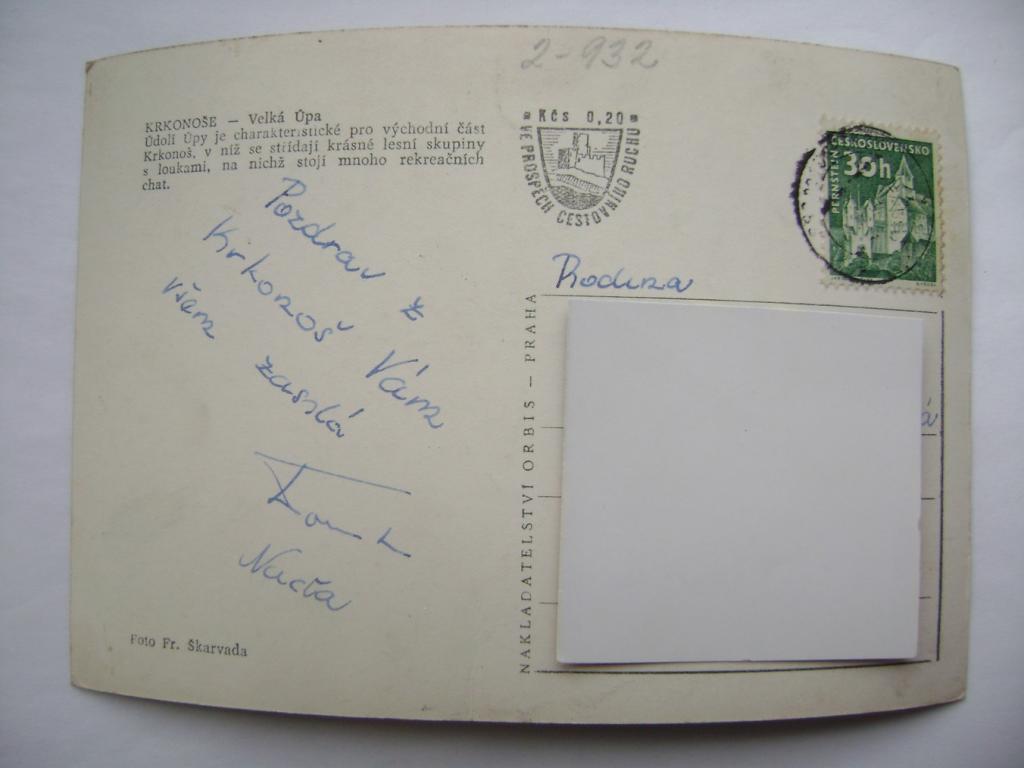 2-932
KRKONOŠE — Velká Úpa
Údolí Úpy je charakteristické pro východní část
Krkonoš, v níž se střídají krásné lesní skupiny
s loukami, na nichž stojí mnoho rekreačních
chat.
Kčs 0,20
VE PROSPĚCH CESTOVNÍHO RUCHU
ČESKOSLOVENSKO
30h
PERNŠTEJN
Pozdrav z
Krkonoš Vám
všem zasílá
Naďa
Rodina
á
NAKLADATELSTVÍ ORBIS — PRAHA
Foto Fr. Škarvada